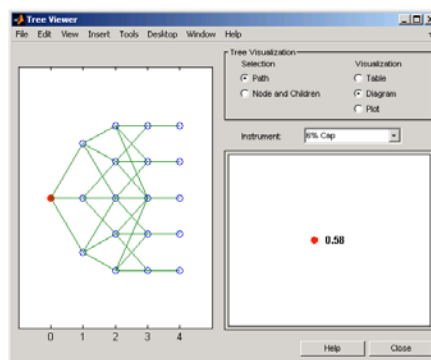 Tree Viewer
File Edit View Insert Tools Desktop Window Help
Tree Visualization
Selection Visualization
Path Table
Node and Children Diagram
Plot
Instrument: 6% Cap
0.58
0 1 2 3 4
Help Close